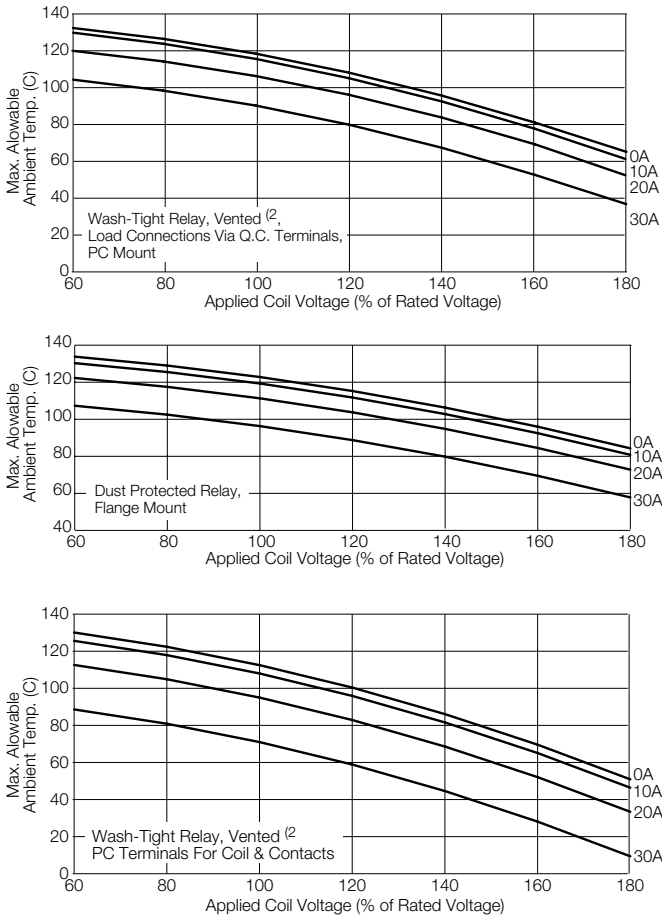 140
120
100
80
60
40
20
0
Max. Alowable
Ambient Temp. (C)
0A
10A
20A
30A
Wash-Tight Relay, Vented (2,
Load Connections Via Q.C. Terminals,
PC Mount
60 80 100 120 140 160 180
Applied Coil Voltage (% of Rated Voltage)
140
120
100
80
60
40
Max. Alowable
Ambient Temp. (C)
0A
10A
20A
30A
Dust Protected Relay,
Flange Mount
60 80 100 120 140 160 180
Applied Coil Voltage (% of Rated Voltage)
140
120
100
80
60
40
20
0
Max. Alowable
Ambient Temp. (C)
0A
10A
20A
30A
Wash-Tight Relay, Vented (2
PC Terminals For Coil & Contacts
60 80 100 120 140 160 180
Applied Coil Voltage (% of Rated Voltage)